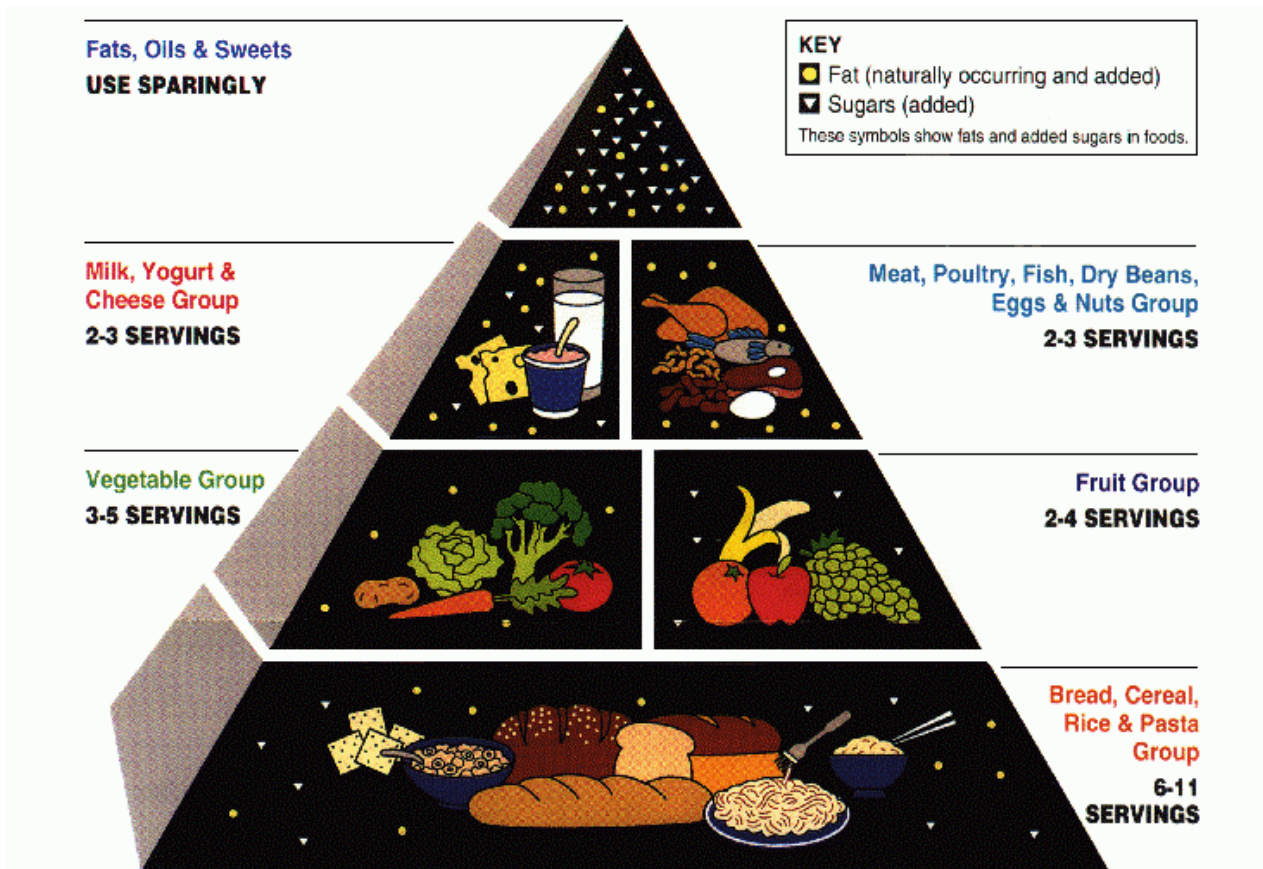 Fats, Oils & Sweets
USE SPARINGLY
KEY
Fat (naturally occurring and added)
Sugars (added)
These symbols show fats and added sugars in foods.
Milk, Yogurt &
Cheese Group
2-3 SERVINGS
Meat, Poultry, Fish, Dry Beans,
Eggs & Nuts Group
2-3 SERVINGS
Vegetable Group
3-5 SERVINGS
Fruit Group
2-4 SERVINGS
Bread, Cereal,
Rice & Pasta
Group
6-11
SERVINGS